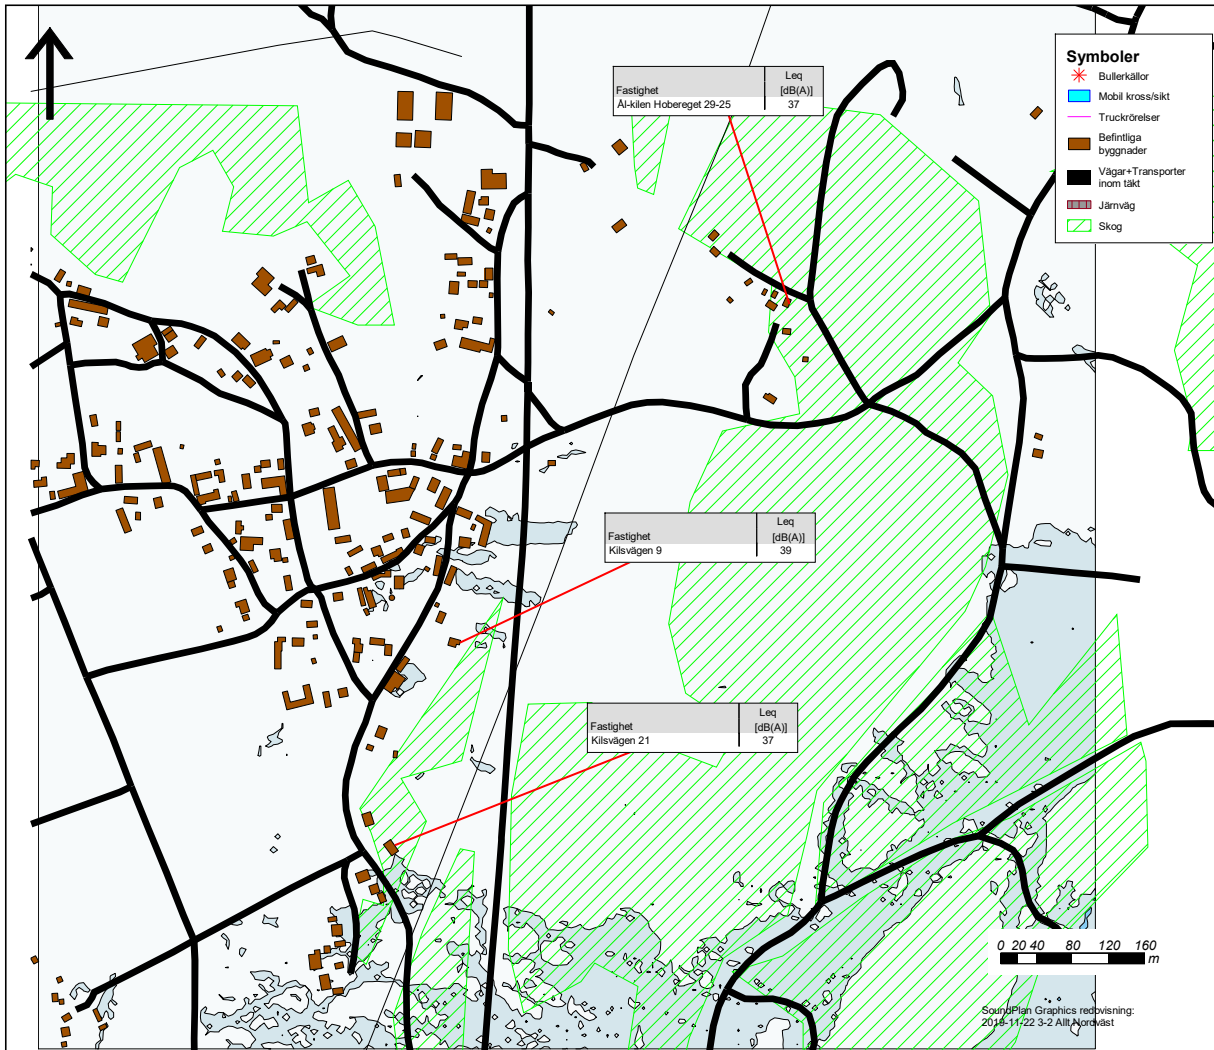 Symboler
Bullerkällor
Mobil kross/sikt
Truckrörelser
Befintliga
byggnader
Vägar+Transporter
inom täkt
Järnväg
Skog
Leq
Fastighet [dB(A)]
Ål-kilen Hobereget 29-25 37
Leq
Fastighet [dB(A)]
Kilsvägen 9 39
Leq
Fastighet [dB(A)]
Kilsvägen 21 37
0 20 40 80 120 160
m
SoundPlan Graphics redovisning:
2019-11-22 3-2 Allt Nordväst